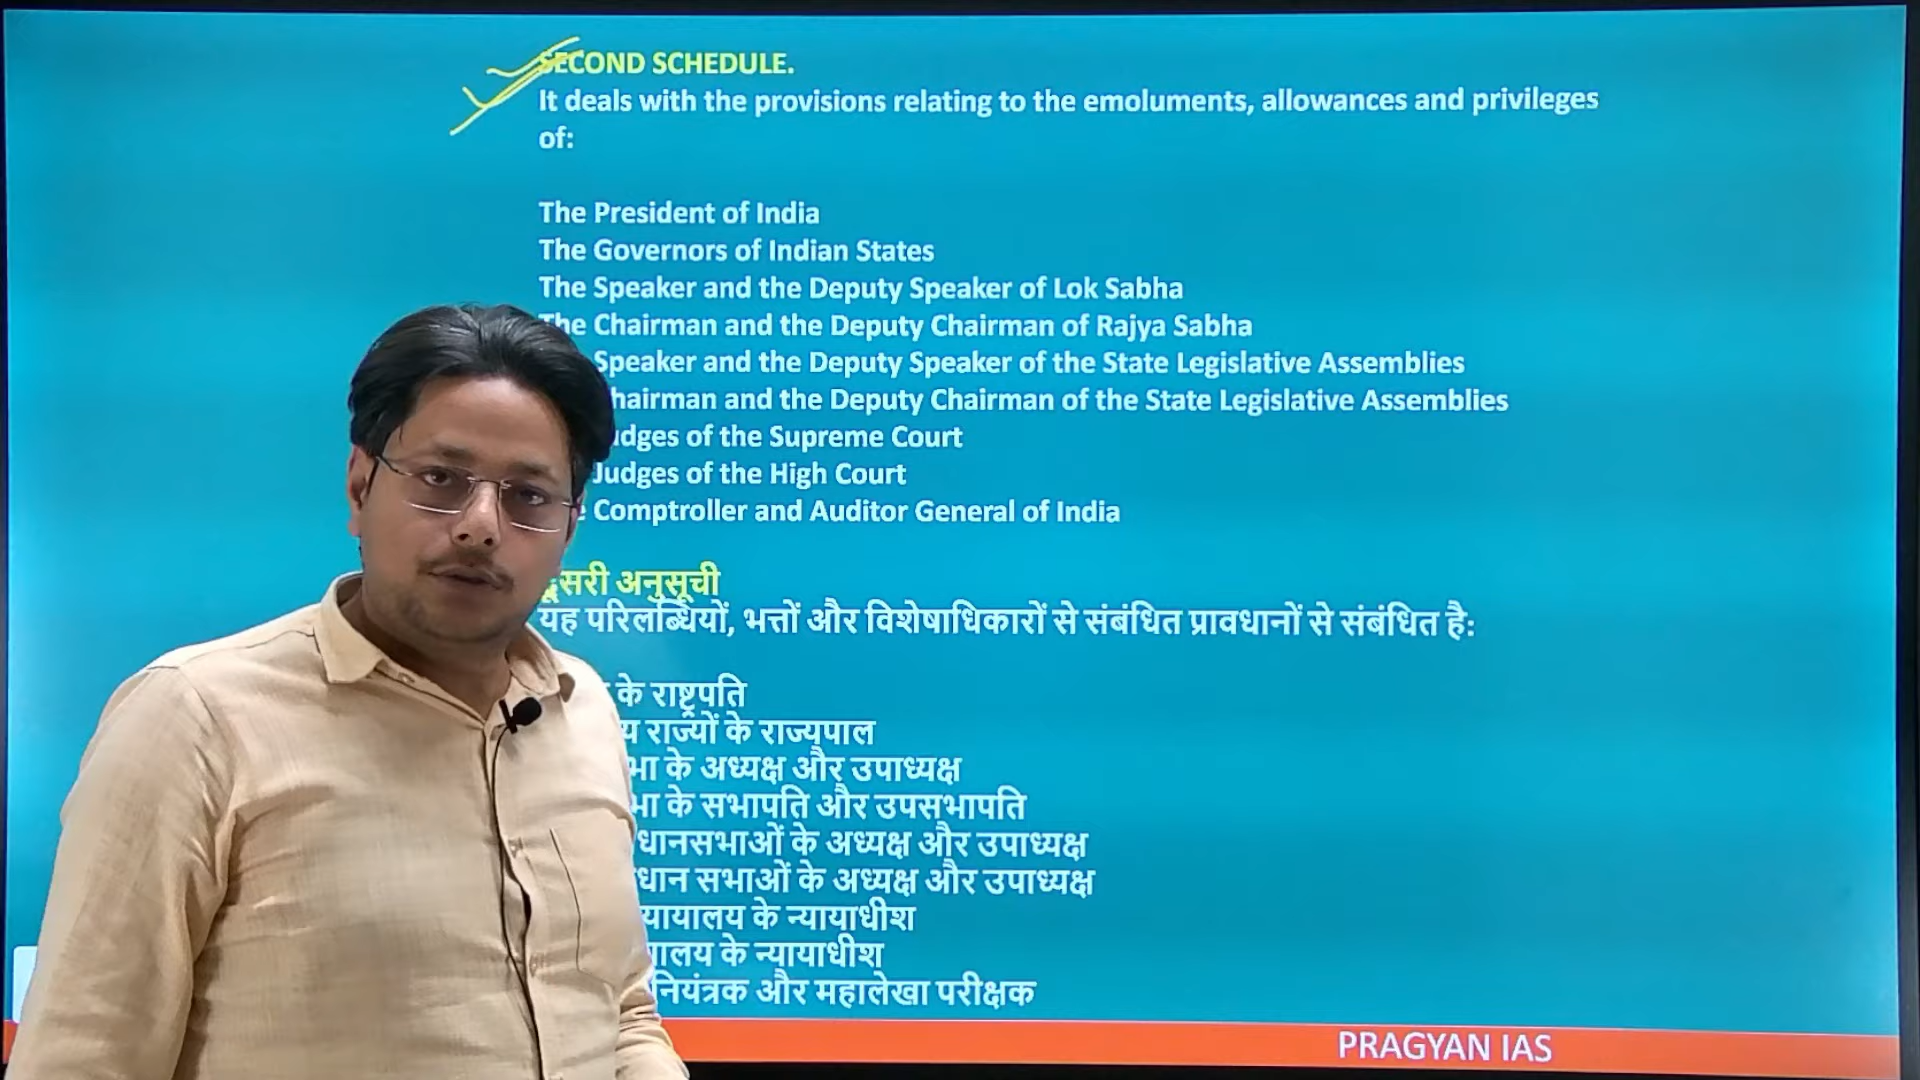 SECOND SCHEDULE.
It deals with the provisions relating to the emoluments, allowances and privileges
of:
The President of India
The Governors of Indian States
The Speaker and the Deputy Speaker of Lok Sabha
The Chairman and the Deputy Chairman of Rajya Sabha
Speaker and the Deputy Speaker of the State Legislative Assemblies
hairman and the Deputy Chairman of the State Legislative Assemblies
udges of the Supreme Court
Judges of the High Court
e Comptroller and Auditor General of India
दूसरी अनुसूची
यह परिलब्धियों, भत्तों और विशेषाधिकारों से संबंधित प्रावधानों से संबंधित है:
के राष्ट्रपति
य राज्यों के राज्यपाल
भा के अध्यक्ष और उपाध्यक्ष
भा के सभापति और उपसभापति
धानसभाओं के अध्यक्ष और उपाध्यक्ष
धान सभाओं के अध्यक्ष और उपाध्यक्ष
यायालय के न्यायाधीश
ालय के न्यायाधीश
नियंत्रक और महालेखा परीक्षक
PRAGYAN IAS